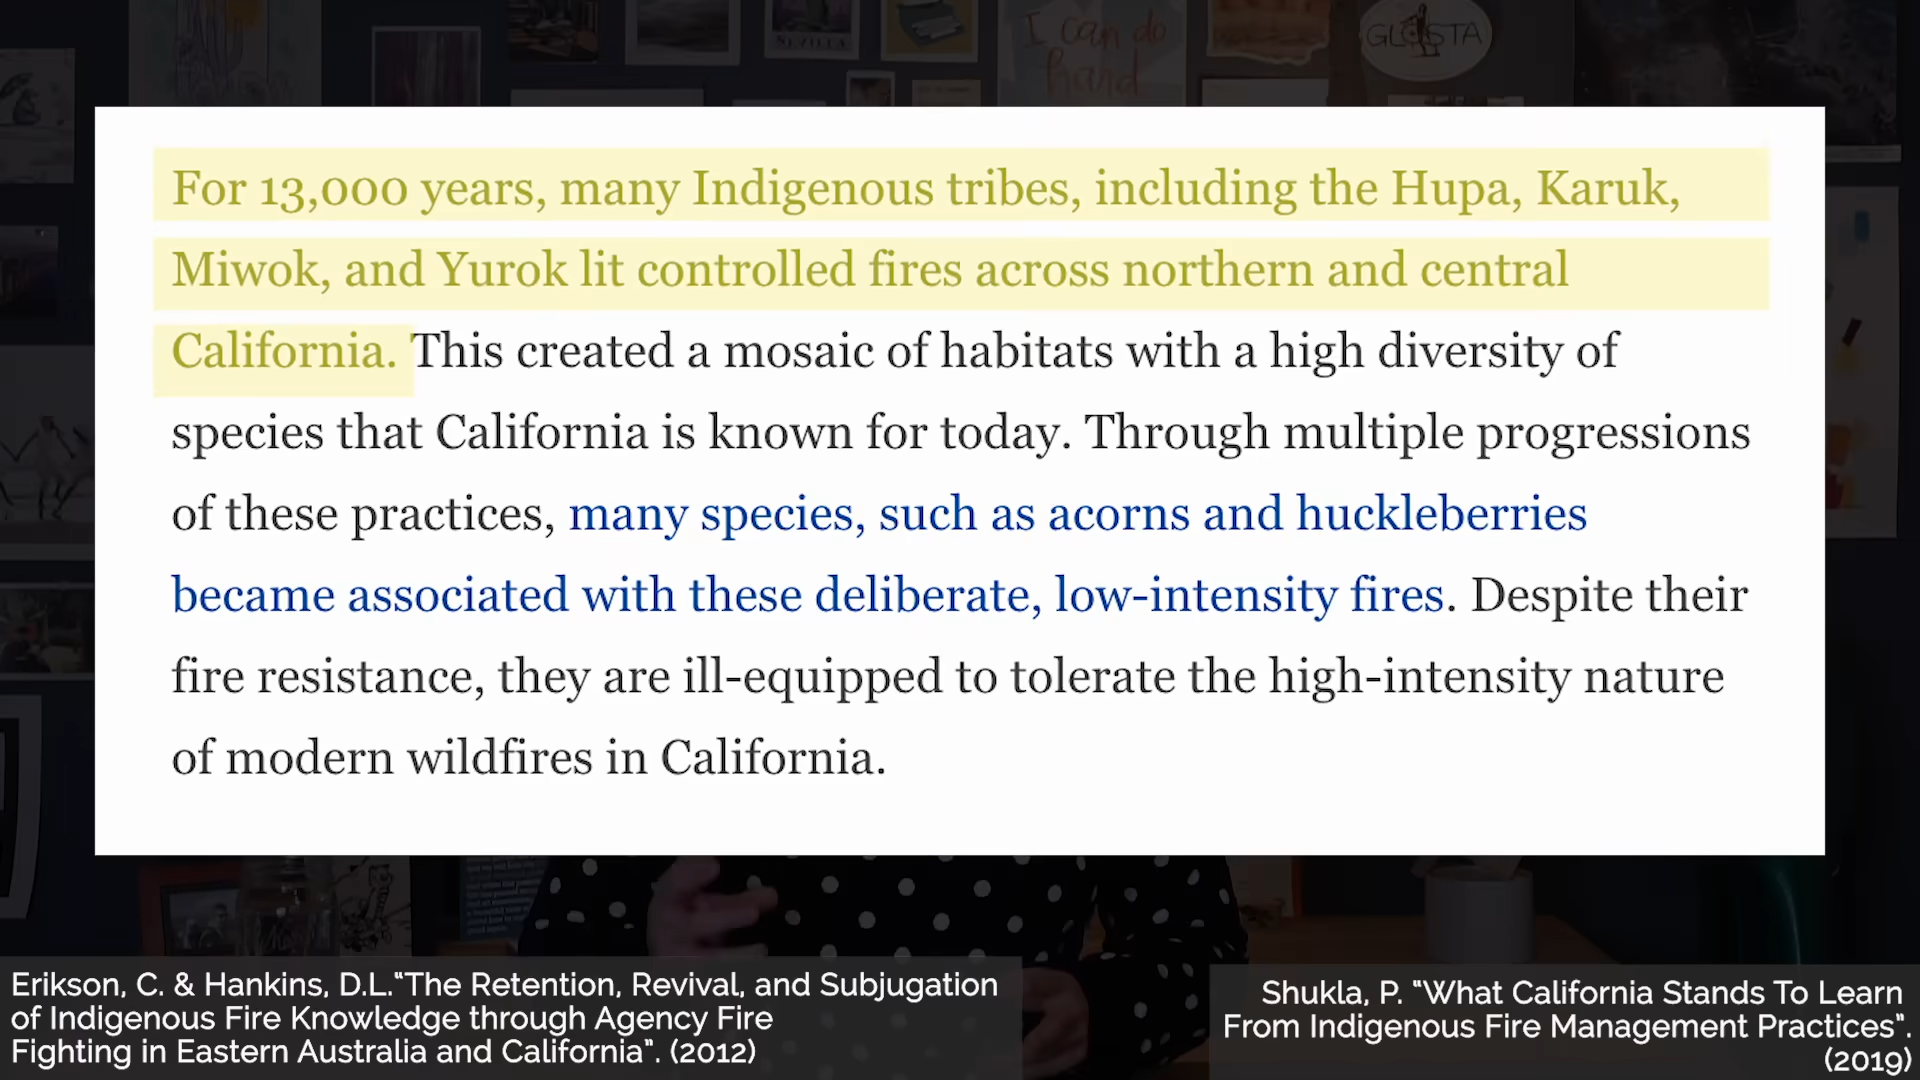 SEVILLA
I can do
hard
GLOSTA
For 13,000 years, many Indigenous tribes, including the Hupa, Karuk,
Miwok, and Yurok lit controlled fires across northern and central
California. This created a mosaic of habitats with a high diversity of
species that California is known for today. Through multiple progressions
of these practices, many species, such as acorns and huckleberries
became associated with these deliberate, low-intensity fires. Despite their
fire resistance, they are ill-equipped to tolerate the high-intensity nature
of modern wildfires in California.
Erikson, C. & Hankins, D.L.“The Retention, Revival, and Subjugation
of Indigenous Fire Knowledge through Agency Fire
Fighting in Eastern Australia and California”. (2012)
Shukla, P. “What California Stands To Learn
From Indigenous Fire Management Practices”.
(2019)